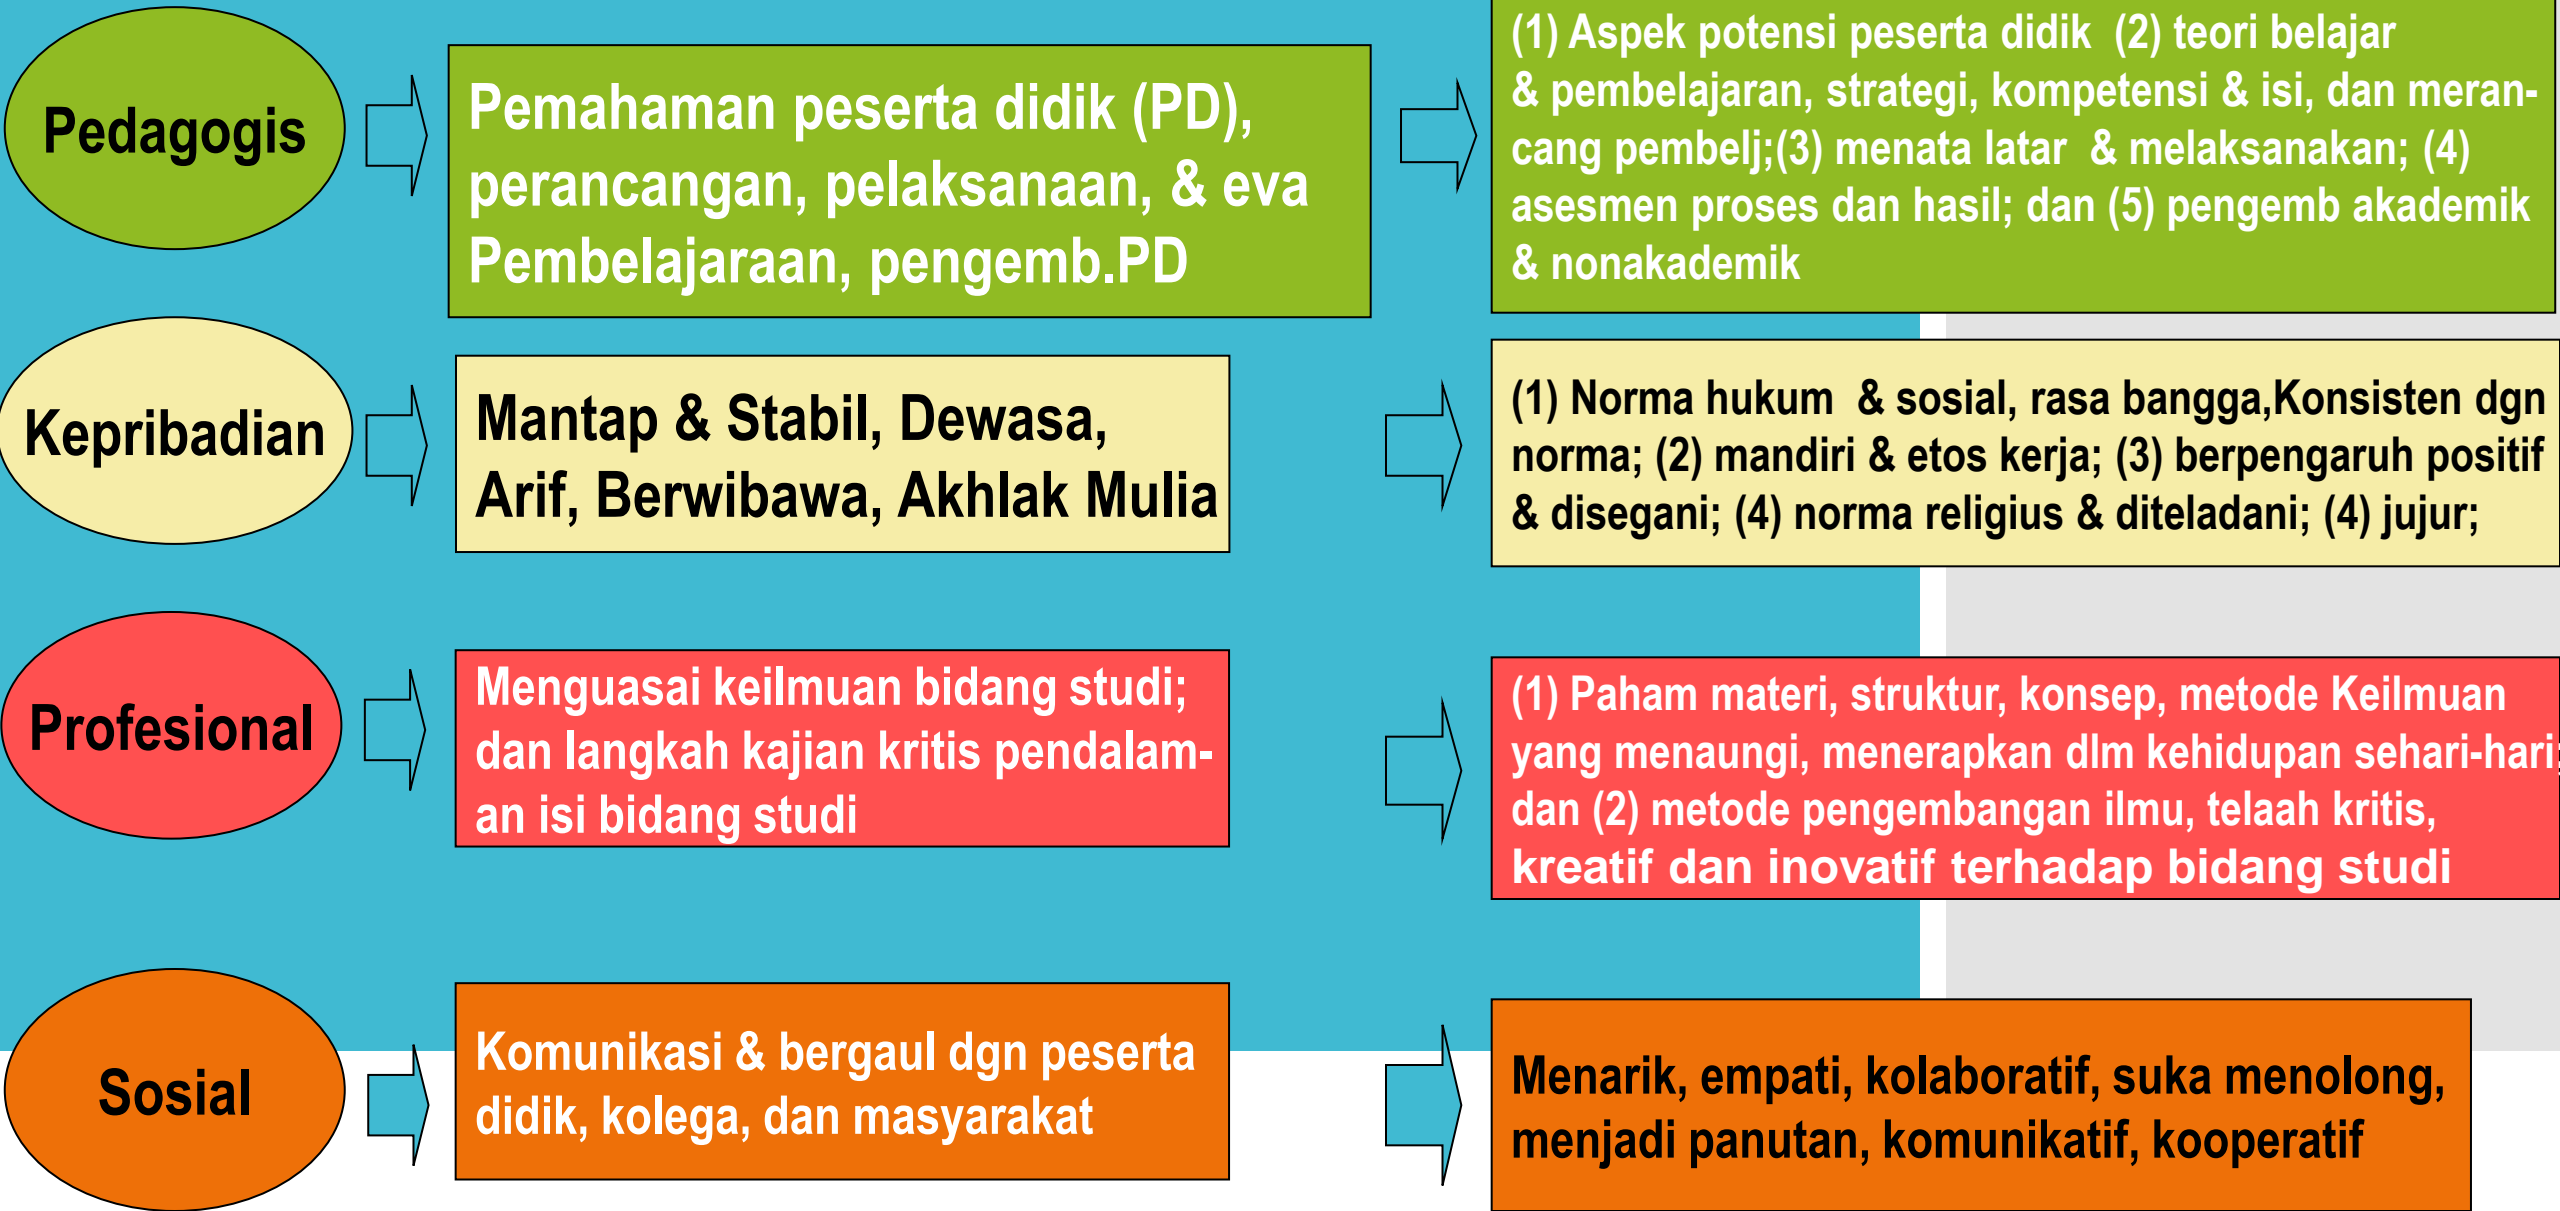 Pedagogis
Pemahaman peserta didik (PD),
perancangan, pelaksanaan, & eva
Pembelajaraan, pengemb.PD
(1) Aspek potensi peserta didik (2) teori belajar
& pembelajaran, strategi, kompetensi & isi, dan meran-
cang pembelj;(3) menata latar & melaksanakan; (4)
asesmen proses dan hasil; dan (5) pengemb akademik
& nonakademik
Kepribadian
Mantap & Stabil, Dewasa,
Arif, Berwibawa, Akhlak Mulia
(1) Norma hukum & sosial, rasa bangga,Konsisten dgn
norma; (2) mandiri & etos kerja; (3) berpengaruh positif
& disegani; (4) norma religius & diteladani; (4) jujur;
Profesional
Menguasai keilmuan bidang studi;
dan langkah kajian kritis pendalam-
an isi bidang studi
(1) Paham materi, struktur, konsep, metode Keilmuan
yang menaungi, menerapkan dlm kehidupan sehari-hari;
dan (2) metode pengembangan ilmu, telaah kritis,
kreatif dan inovatif terhadap bidang studi
Sosial
Komunikasi & bergaul dgn peserta
didik, kolega, dan masyarakat
Menarik, empati, kolaboratif, suka menolong,
menjadi panutan, komunikatif, kooperatif